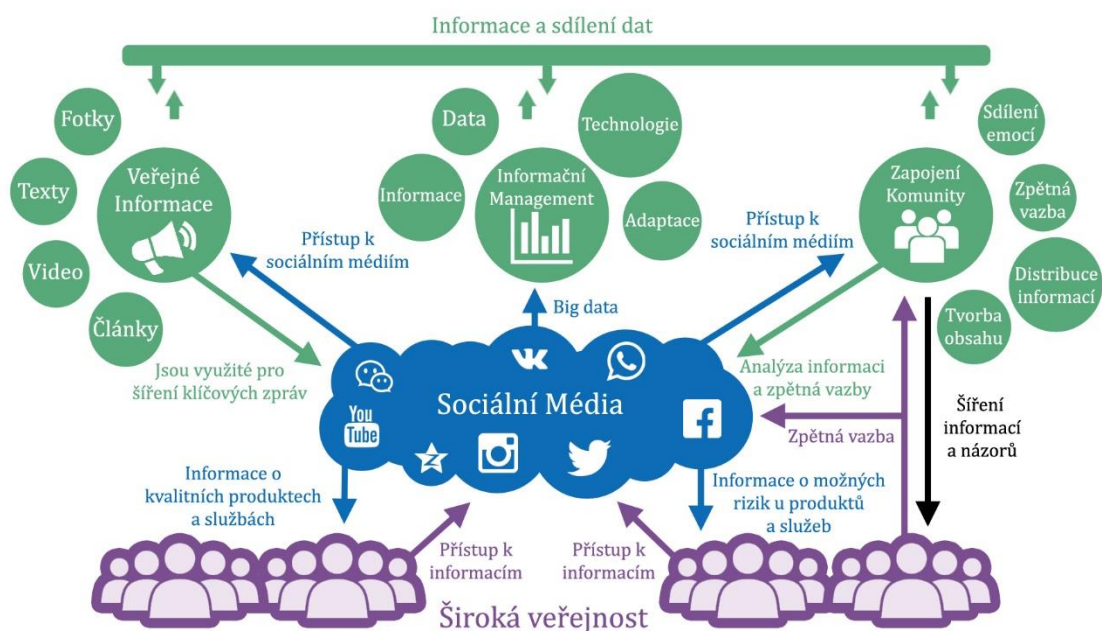 Informace a sdílení dat
Fotky
Texty
Video
Články
Veřejné
Informace
Data
Informace
Technologie
Adaptace
Informační
Management
Sdílení
emocí
Zpětná
vazba
Distribuce
informací
Tvorba
obsahu
Zapojení
Komunity
Přístup k
sociálním médiím
Big data
Přístup k
sociálním médiím
Jsou využité pro
šíření klíčových zpráv
Analýza informaci
a zpětná vazby
VK
Sociální Média
You
Tube
Zpětná vazba
Šíření
informací
a názorů
Informace o
kvalitních produktech
a službách
Informace o možných
rizik u produktů
a služeb
Přístup k
informacím
Přístup k
informacím
Široká veřejnost